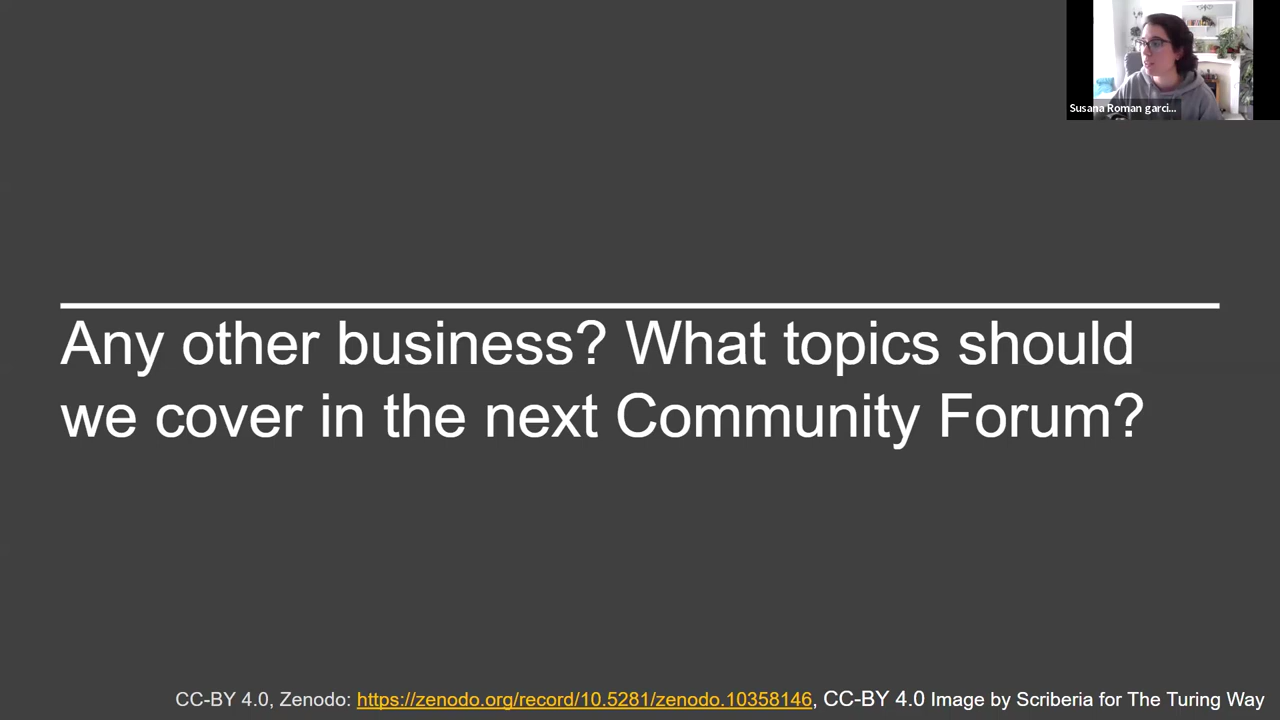 Susana Roman garci...
Any other business? What topics should
we cover in the next Community Forum?
CC-BY 4.0, Zenodo: https://zenodo.org/record/10.5281/zenodo.10358146, CC-BY 4.0 Image by Scriberia for The Turing Way